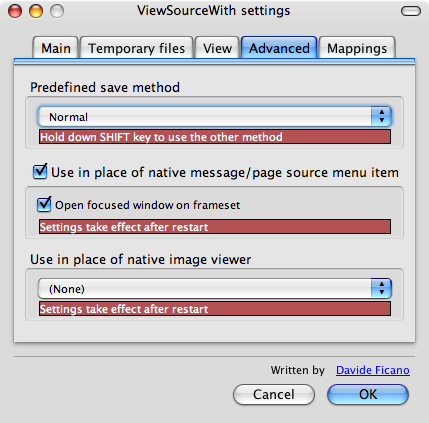 ViewSourceWith settings
Main Temporary files View Advanced Mappings
Predefined save method
Normal
Hold down SHIFT key to use the other method
Use in place of native message/page source menu item
Open focused window on frameset
Settings take effect after restart
Use in place of native image viewer
(None)
Settings take effect after restart
Written by Davide Ficano
Cancel OK